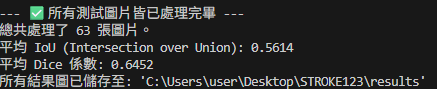 --- ✅ 所有測試圖片皆已處理完畢 ---
總共處理了 63 張圖片。
平均 IoU (Intersection over Union): 0.5614
平均 Dice 係數: 0.6452
所有結果圖已儲存至: 'C:\Users\user\Desktop\STROKE123\results'